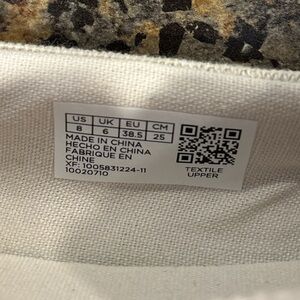 US UK EU CM
8 6 38.5 25
MADE IN CHINA
HECHO EN CHINA
FABRIQUE EN
CHINE
XF: 1005831224-11
10020710
TEXTILE
UPPER